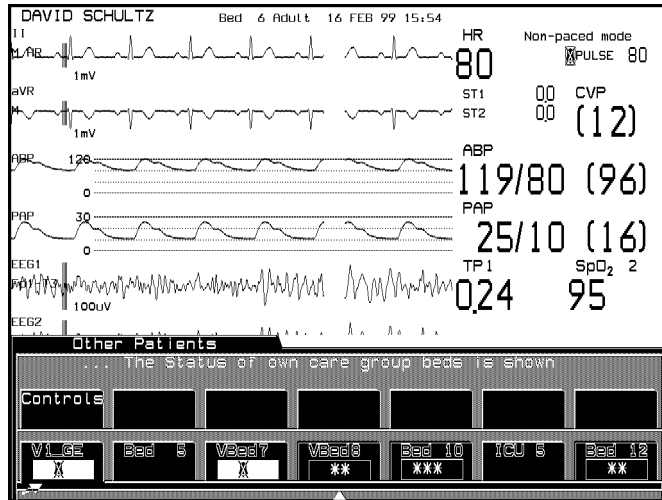 DAVID SCHULTZ Bed 6 Adult 16 FEB 99 15:54
II HR Non-paced mode
M/AR 80 PULSE 80
1mV
aVR ST1 0.0 CVP
M ST2 0.0 (12)
1mV
ABP ABP
120
0 119/80 (96)
PAP PAP
30
0 25/10 (16)
EEG1 TP1 SpO2 2
0.24 95
100uV
EEG2
Other Patients
... The Status of own care group beds is shown
Controls
V1_GE Bed 5 VBed7 VBed8 Bed 10 ICU 5 Bed 12
** *** **